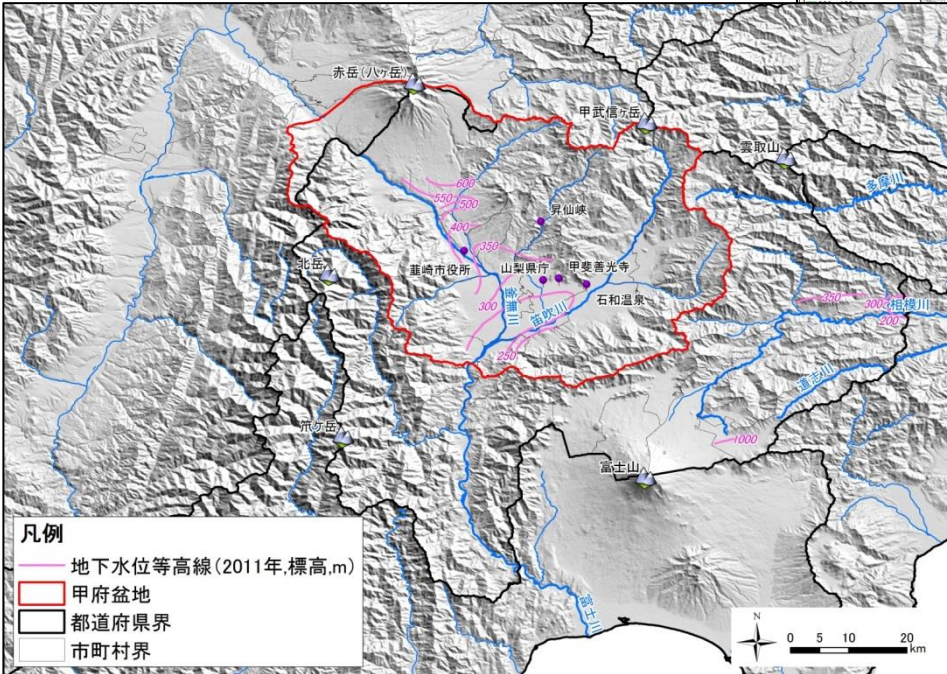 赤岳(八ヶ岳)
甲武信ヶ岳
雲取山
多摩川
600
550
500
昇仙峡
400
350
北岳
韮崎市役所
山梨県庁
甲斐善光寺
石和温泉
釜無川
300
笛吹川
350
300
相模川
200
250
道志川
笊ヶ岳
1000
富士山
富士川
凡例
地下水位等高線(2011年,標高,m)
甲府盆地
都道府県界
市町村界
N
0 5 10 20
km